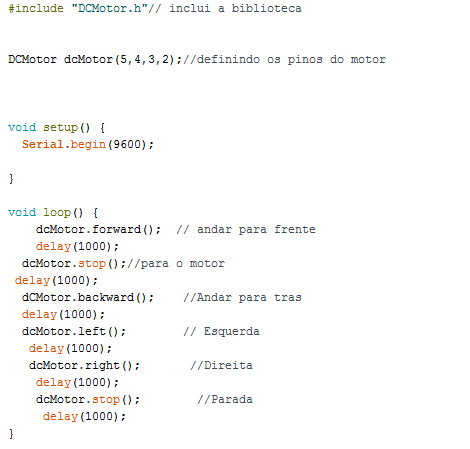 #include "DCMotor.h"// inclui a biblioteca
DCMotor dcMotor(5,4,3,2);//definindo os pinos do motor
void setup() {
Serial.begin(9600);
}
void loop() {
dcMotor.forward(); // andar para frente
delay(1000);
dcMotor.stop();//para o motor
delay(1000);
dCMotor.backward(); //Andar para tras
delay(1000);
dcMotor.left(); // Esquerda
delay(1000);
dcMotor.right(); //Direita
delay(1000);
dcMotor.stop(); //Parada
delay(1000);
}